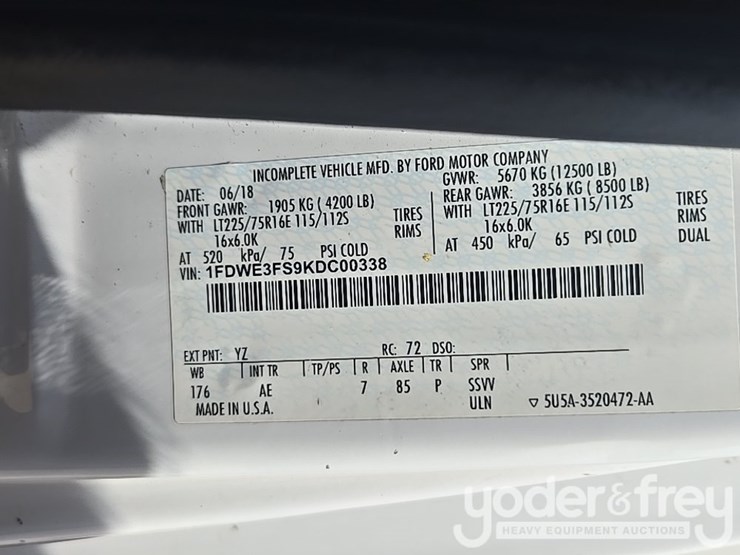 INCOMPLETE VEHICLE MFD. BY FORD MOTOR COMPANY
DATE: 06/18 GVWR: 5670 KG (12500 LB)
FRONT GAWR: 1905 KG ( 4200 LB) REAR GAWR: 3856 KG ( 8500 LB)
WITH LT225/75R16E 115/112S TIRES WITH LT225/75R16E 115/112S TIRES
16x6.0K RIMS 16x6.0K RIMS
AT 520 kPa/ 75 PSI COLD AT 450 kPa/ 65 PSI COLD DUAL
VIN: 1FDWE3FS9KDC00338
EXT PNT: YZ RC: 72 DSO:
WB INT TR TP/PS R AXLE TR SPR
176 AE 7 85 P SSVV
MADE IN U.S.A. ULN ▽ 5U5A-3520472-AA
yoder&frey
HEAVY EQUIPMENT AUCTIONS